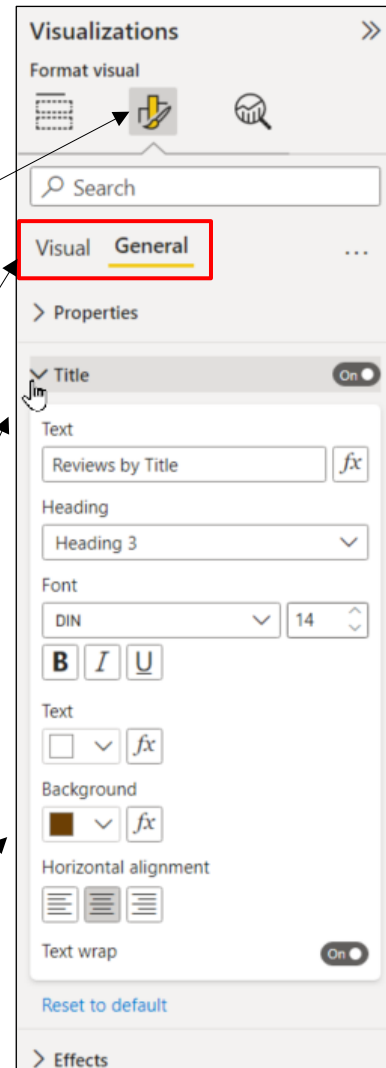 Visualizations
Format visual
Search
Visual General
...
Properties
Title On
Text
Reviews by Title fx
Heading
Heading 3
Font
DIN 14
B I U
Text
fx
Background
fx
Horizontal alignment
Text wrap On
Reset to default
Effects